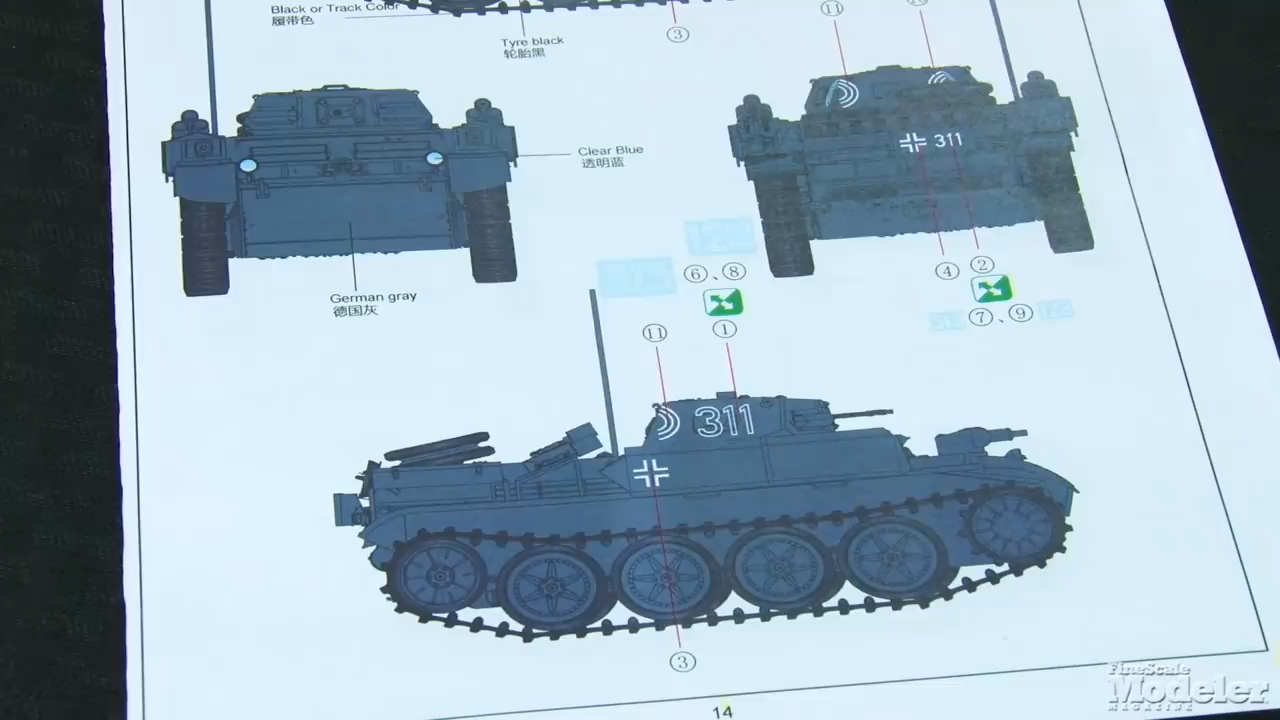 Black or Track Color
履带色
Tyre black
轮胎黑
③
⑪
311
Clear Blue
透明蓝
④ ②
⑥、⑧
⑦、⑨
German gray
德国灰
⑪ ①
311
③
14
FineScale
Modeler
MAGAZINE